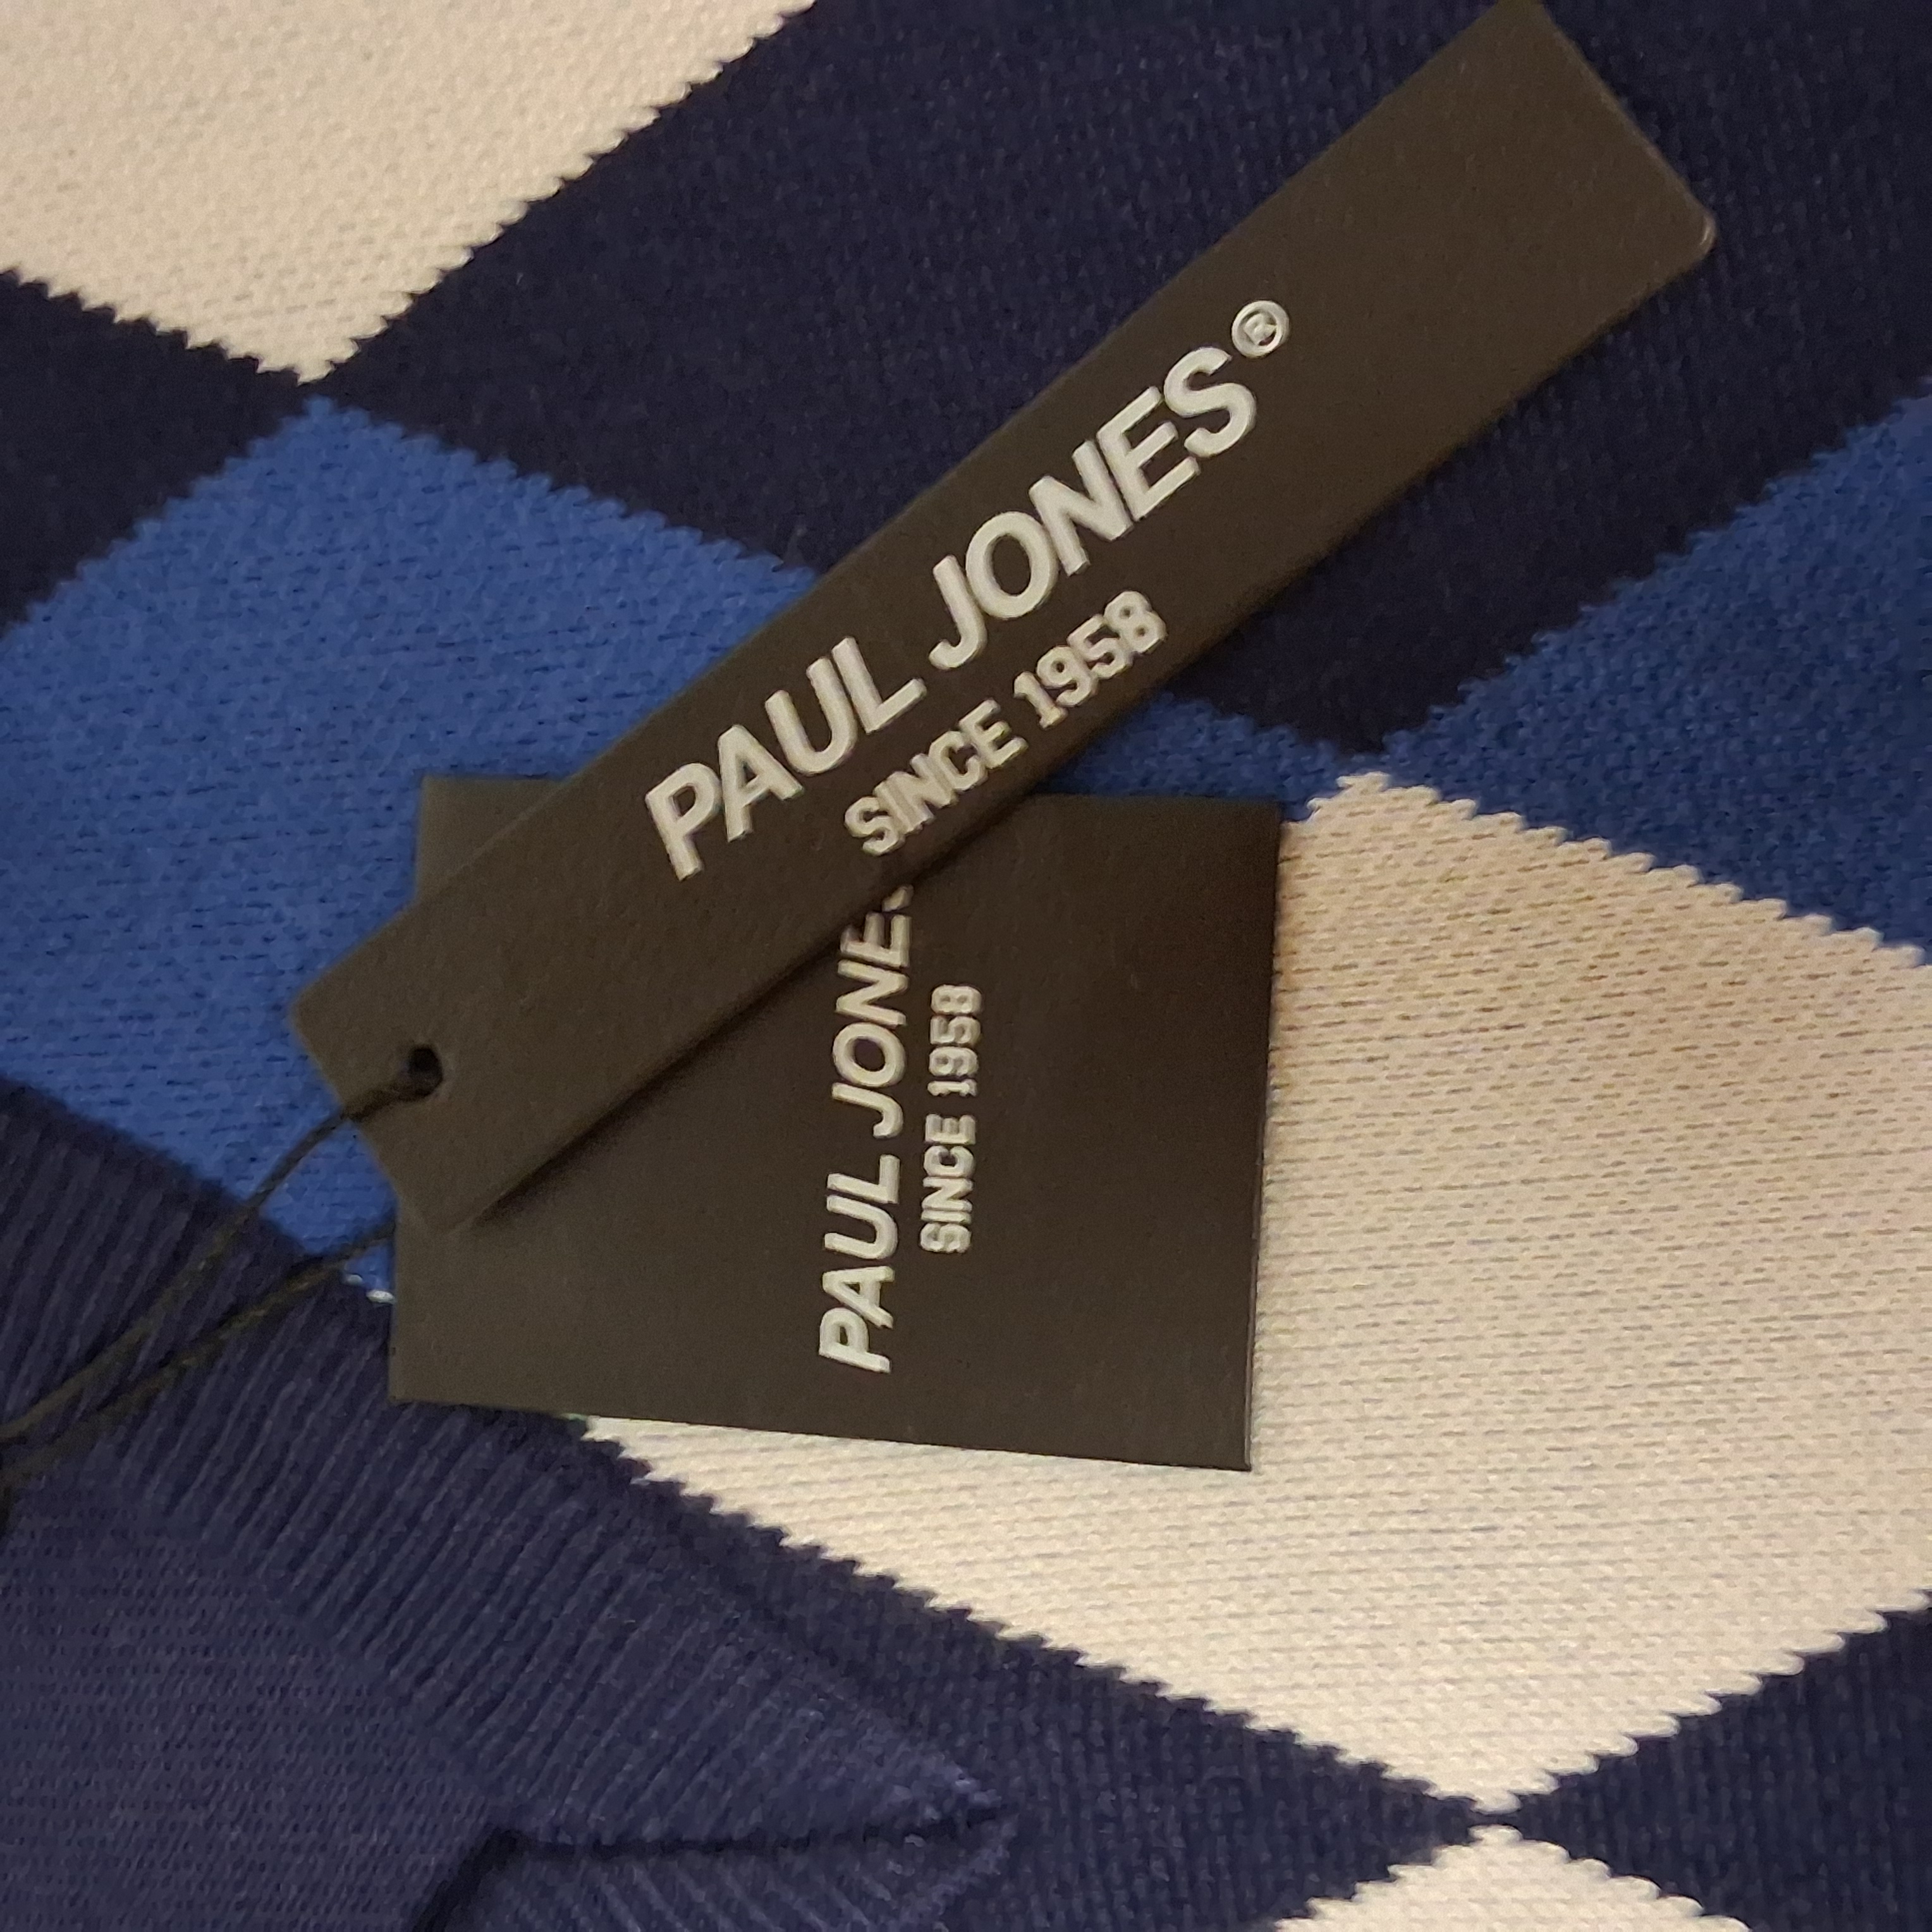 PAUL JONES®
SINCE 1958
PAUL JONES
SINCE 1958